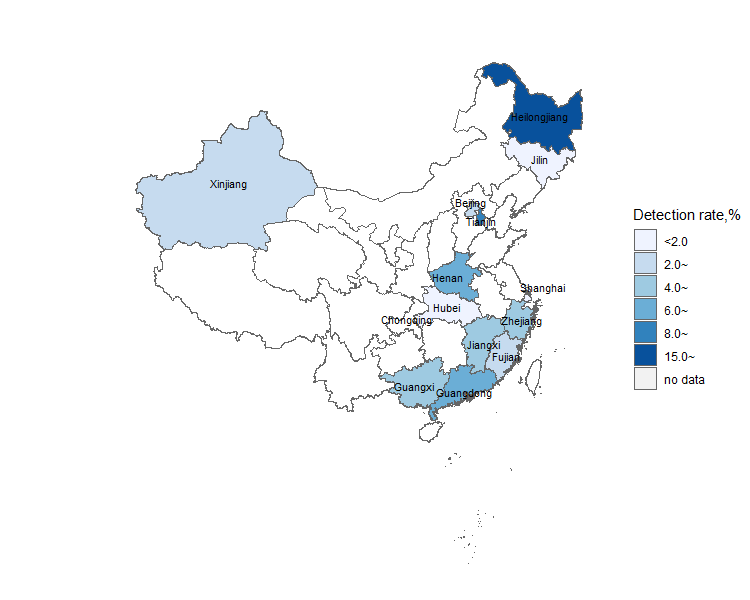 Heilongjiang
Jilin
Xinjiang
Beijing
Tianjin
Henan
Shanghai
Hubei
Chongqing
Zhejiang
Jiangxi
Fujian
Guangxi
Guangdong
Detection rate,%
<2.0
2.0~
4.0~
6.0~
8.0~
15.0~
no data